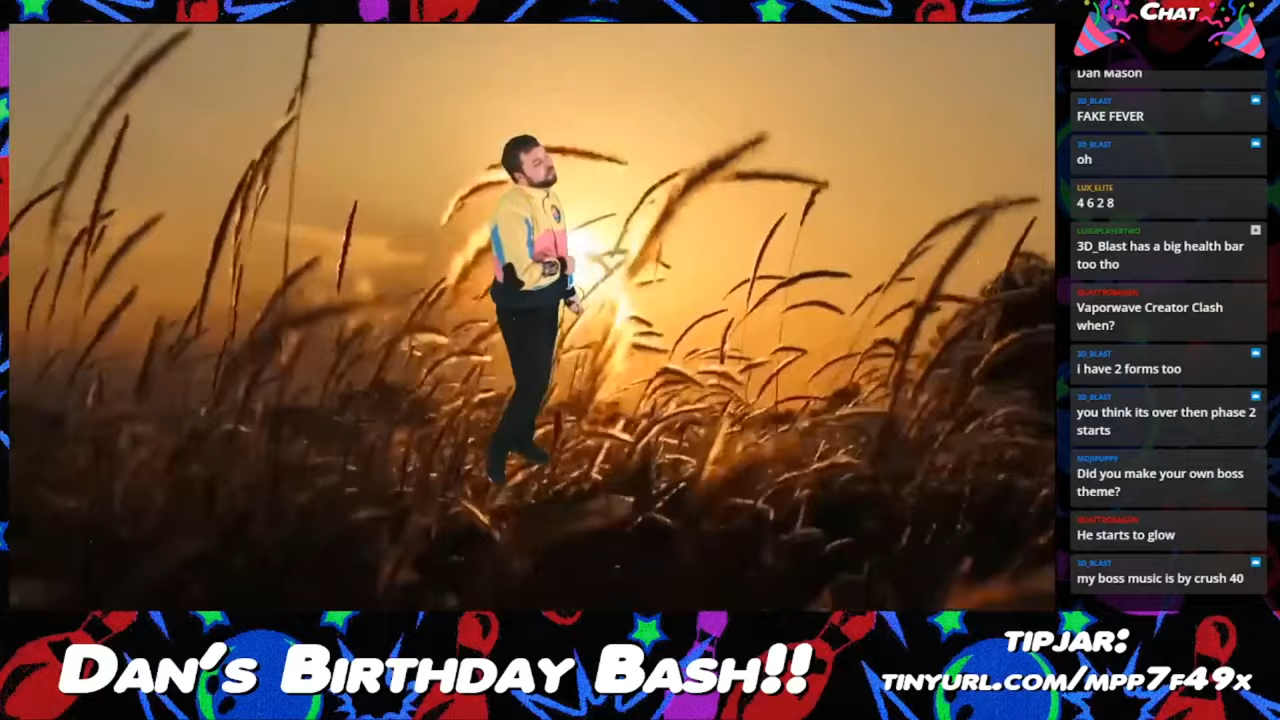 CHAT
Dan Mason
3D_BLAST
FAKE FEVER
3D_BLAST
oh
LUX_ELITE
4 6 2 8
LUIGIPLAYERTWO
3D_Blast has a big health bar
too tho
Vaporwave Creator Clash
when?
3D_BLAST
i have 2 forms too
3D_BLAST
you think its over then phase 2
starts
MOJIPUPPY
Did you make your own boss
theme?
He starts to glow
3D_BLAST
my boss music is by crush 40
DAN'S BIRTHDAY BASH!!
TIPJAR:
TINYURL.COM/MPP7F49X